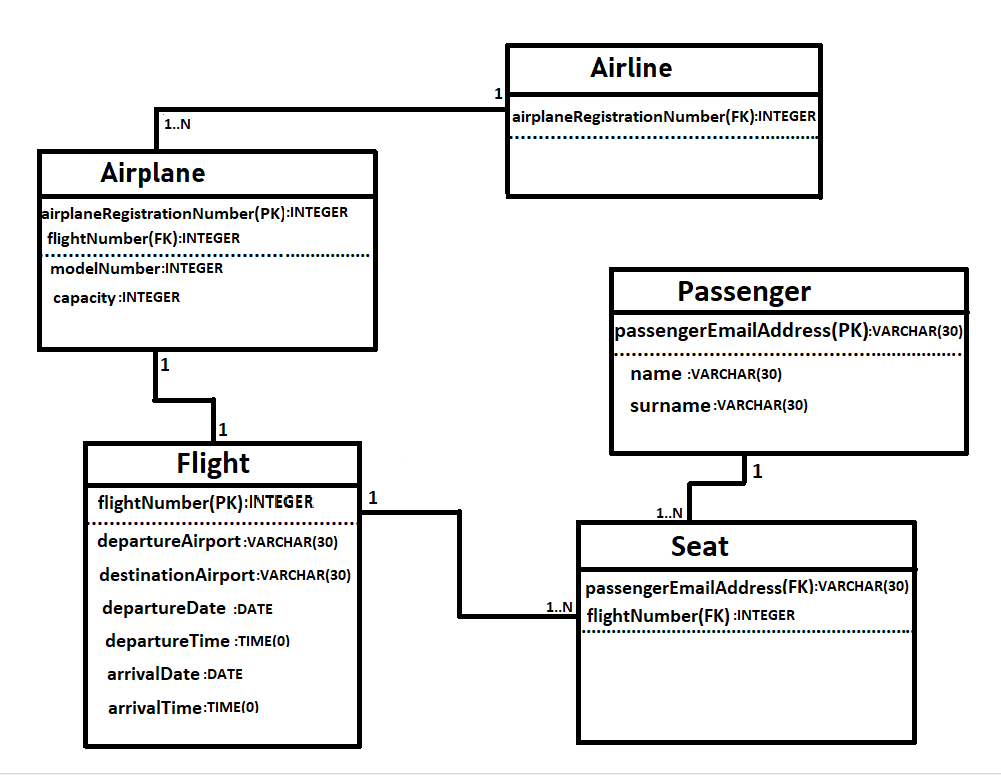 Airline
airplaneRegistrationNumber(FK):INTEGER
1
1..N
Airplane
airplaneRegistrationNumber(PK):INTEGER
flightNumber(FK):INTEGER
modelNumber:INTEGER
capacity:INTEGER
1
1
Passenger
passengerEmailAddress(PK):VARCHAR(30)
name :VARCHAR(30)
surname:VARCHAR(30)
1
1..N
Flight
flightNumber(PK):INTEGER
departureAirport:VARCHAR(30)
destinationAirport:VARCHAR(30)
departureDate :DATE
departureTime :TIME(0)
arrivalDate:DATE
arrivalTime:TIME(0)
1
1..N
Seat
passengerEmailAddress(FK):VARCHAR(30)
flightNumber(FK) :INTEGER